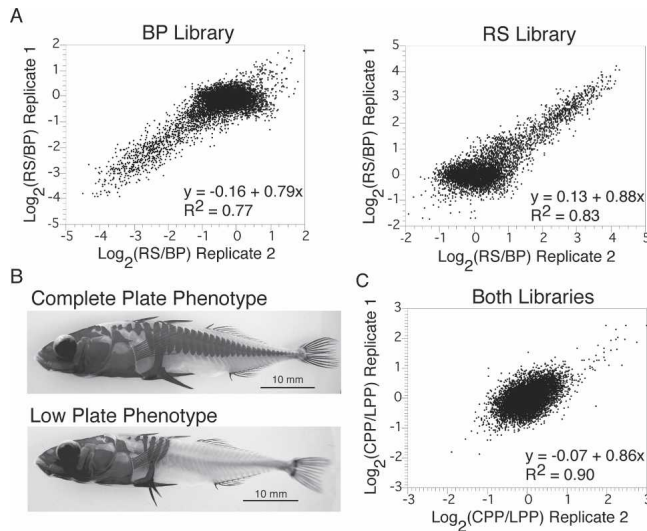 A
BP Library
Log2(RS/BP) Replicate 1
2
1
0
-1
-2
-3
-4
-5
-5 -4 -3 -2 -1 0 1 2
y = -0.16 + 0.79x
R2 = 0.77
Log2(RS/BP) Replicate 2
RS Library
Log2(RS/BP) Replicate 1
5
4
3
2
1
0
-1
-2
-2 -1 0 1 2 3 4 5
y = 0.13 + 0.88x
R2 = 0.83
Log2(RS/BP) Replicate 2
B
Complete Plate Phenotype
10 mm
Low Plate Phenotype
10 mm
C
Both Libraries
Log2(CPP/LPP) Replicate 1
3
2
1
0
-1
-2
-3
-3 -2 -1 0 1 2 3
y = -0.07 + 0.86x
R2 = 0.90
Log2(CPP/LPP) Replicate 2